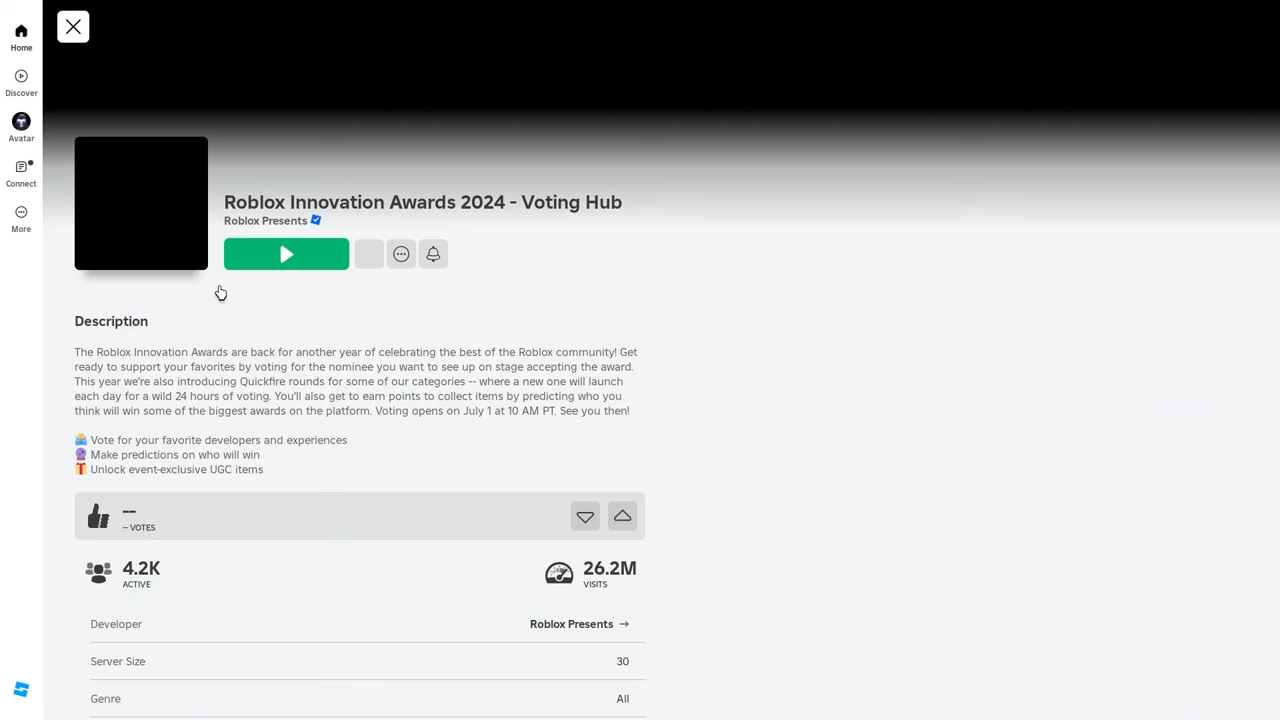 Home
Discover
Avatar
Connect
More
Roblox Innovation Awards 2024 - Voting Hub
Roblox Presents
Description
The Roblox Innovation Awards are back for another year of celebrating the best of the Roblox community! Get
ready to support your favorites by voting for the nominee you want to see up on stage accepting the award.
This year we're also introducing Quickfire rounds for some of our categories -- where a new one will launch
each day for a wild 24 hours of voting. You'll also get to earn points to collect items by predicting who you
think will win some of the biggest awards on the platform. Voting opens on July 1 at 10 AM PT. See you then!
🗳️ Vote for your favorite developers and experiences
🔮 Make predictions on who will win
🎁 Unlock event-exclusive UGC items
--
-- VOTES
4.2K
ACTIVE
26.2M
VISITS
Developer
Roblox Presents →
Server Size
30
Genre
All